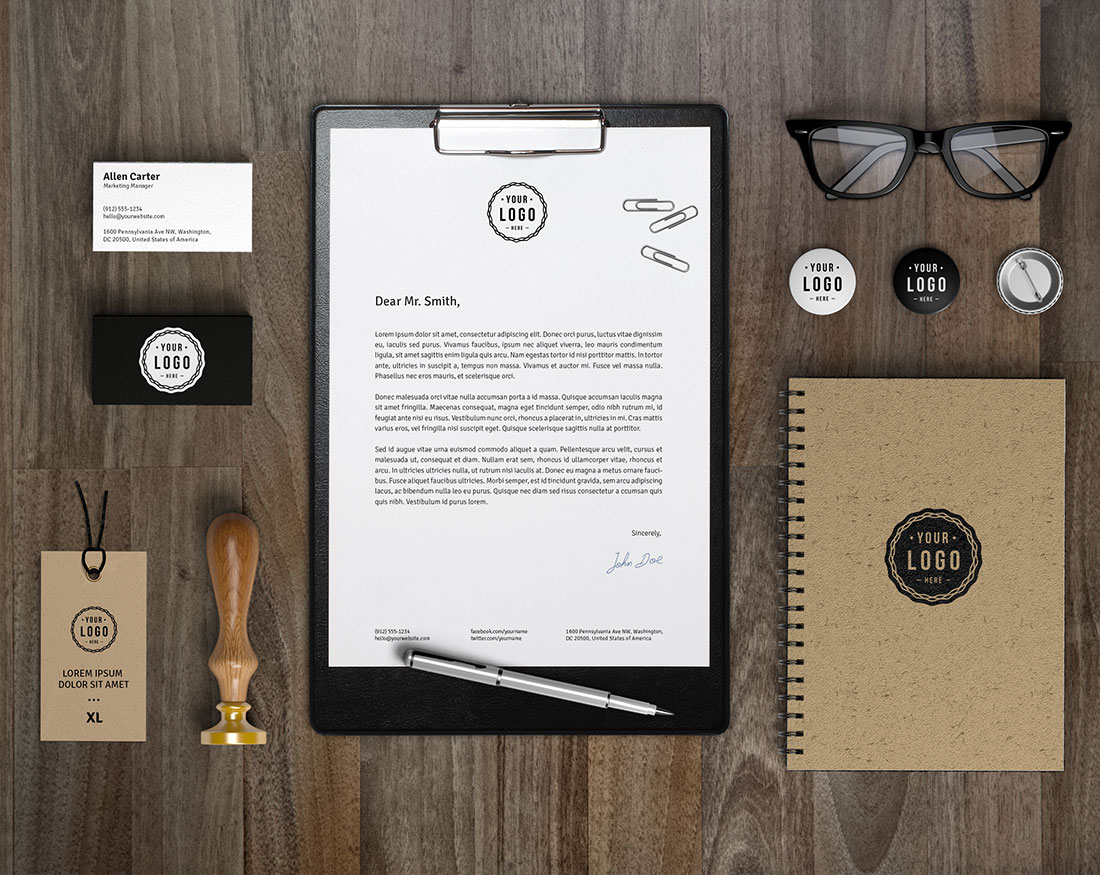 Allen Carter
Marketing Manager
(912) 555-1234
hello@yourwebsite.com
1600 Pennsylvania Ave NW, Washington,
DC 20500, United States of America
• YOUR •
LOGO
– HERE –
• YOUR •
LOGO
– HERE –
LOREM IPSUM
DOLOR SIT AMET
•••
XL
• YOUR •
LOGO
– HERE –
Dear Mr. Smith,
Lorem ipsum dolor sit amet, consectetur adipiscing elit. Donec orci purus, luctus vitae dignissim
eu, iaculis sed purus. Vivamus faucibus, ipsum nec aliquet viverra, leo mauris condimentum
ligula, sit amet sagittis enim ligula quis arcu. Nam egestas tortor id nisi porttitor mattis. In tortor
ante, ultricies in suscipit a, tempus non massa. Vivamus et auctor mi. Fusce vel massa nulla.
Phasellus nec eros mauris, et scelerisque orci.
Donec malesuada orci vitae nulla accumsan porta a id massa. Quisque accumsan iaculis magna
sit amet fringilla. Maecenas consequat, magna eget tincidunt semper, odio nibh rutrum mi, id
feugiat ante nisi eu risus. Vestibulum nunc orci, rhoncus a placerat in, ultricies in mi. Cras mattis
varius eros, vel fringilla nisi suscipit eget. Quisque scelerisque sagittis nulla at porttitor.
Sed id augue vitae urna euismod commodo aliquet a quam. Pellentesque arcu velit, cursus et
malesuada ut, consequat et diam. Nullam erat sem, rhoncus id ullamcorper vitae, rhoncus et
arcu. In ultricies ultricies nulla, ut rutrum nisi iaculis at. Donec eu magna a metus ornare fauci-
bus. Fusce aliquet faucibus ultricies. Morbi semper, est id tincidunt gravida, sem arcu adipiscing
lacus, ac bibendum nulla leo eu purus. Quisque nec diam sed risus consectetur a ccumsan quis
quis nibh. Vestibulum id purus lorem.
Sincerely,
John Doe
(912) 555-1234
hello@yourwebsite.com
facebook.com/yourname
twitter.com/yourname
1600 Pennsylvania Ave NW, Washington,
DC 20500, United States of America
• YOUR •
LOGO
– HERE –
• YOUR •
LOGO
– HERE –
• YOUR •
LOGO
– HERE –